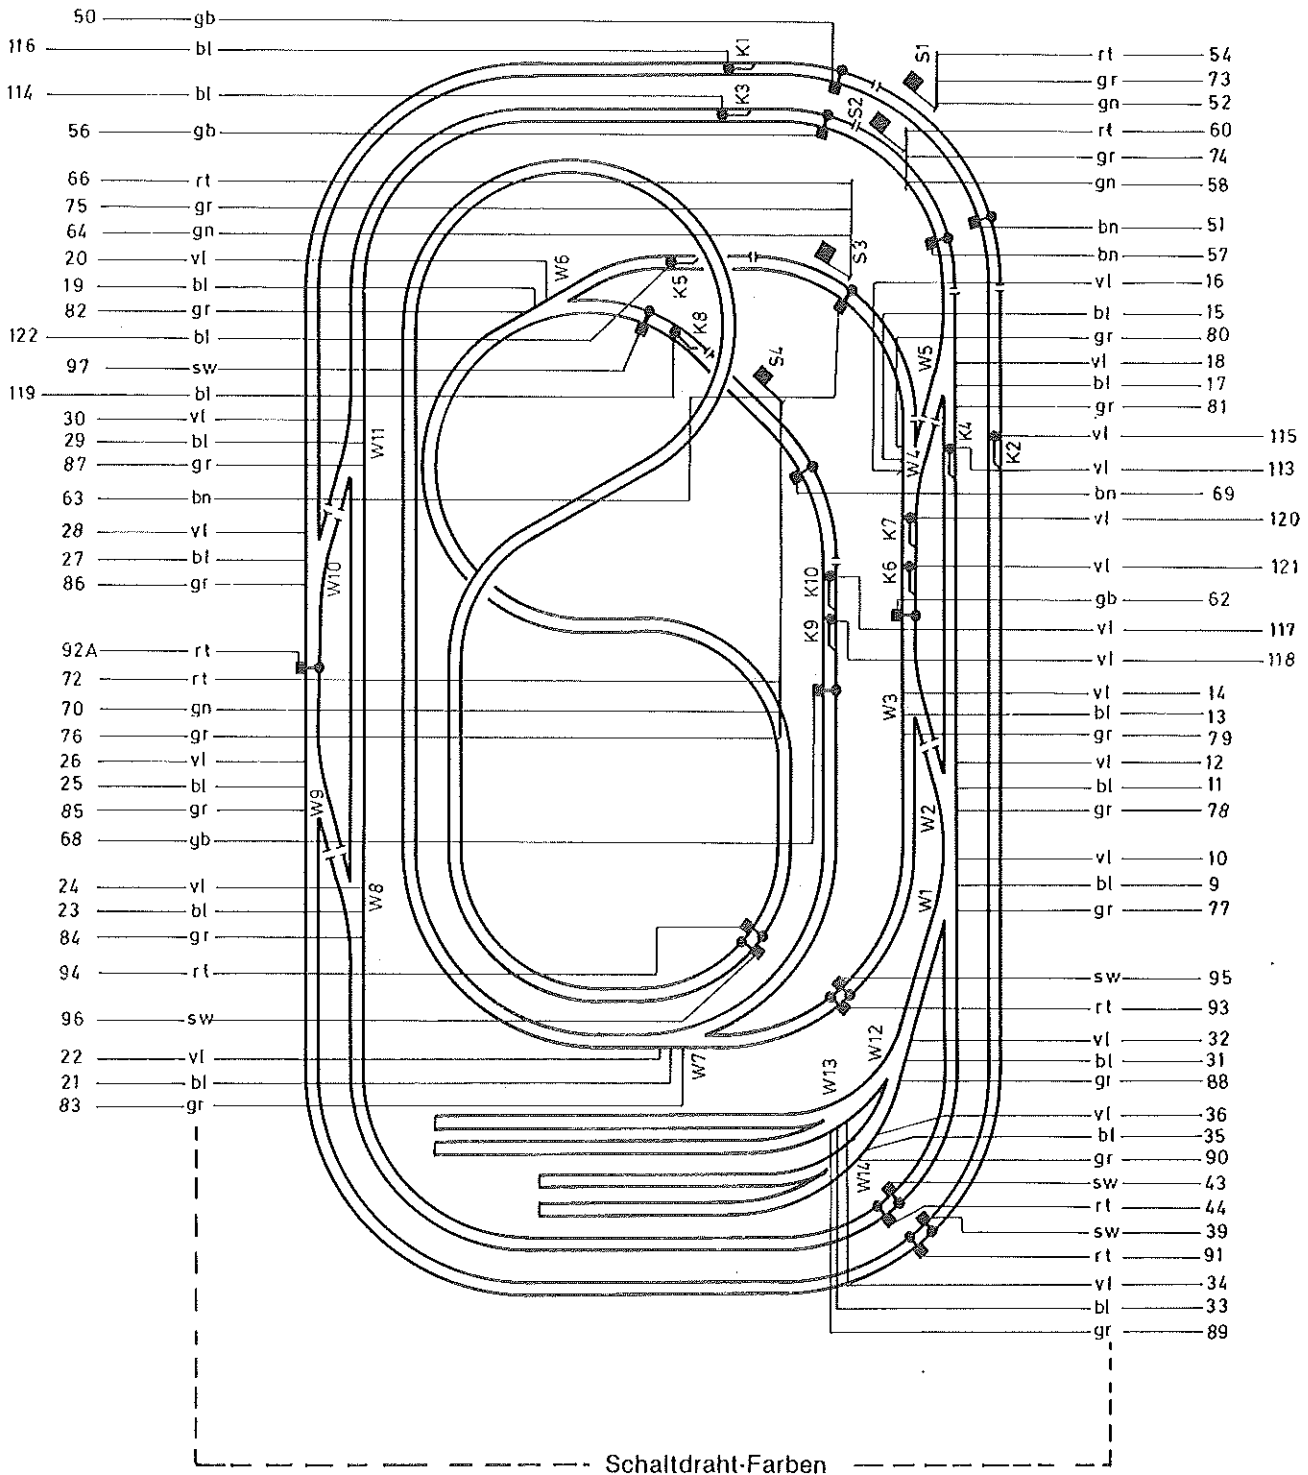 50 gb
116 bl
114 bl
56 gb
66 rt
75 gr
64 gn
20 vl
19 bl
82 gr
122 bl
97 sw
119 bl
30 vl
29 bl
87 gr
63 bn
28 vl
27 bl
86 gr
92A rt
72 rt
70 gn
76 gr
26 vl
25 bl
85 gr
68 gb
24 vl
23 bl
84 gr
94 rt
96 sw
22 vl
21 bl
83 gr
K1
K3
S1
S2
S3
W6
K5
K8
S4
W5
W11
W4
K4
K2
K7
K6
W10
K10
K9
W3
W9
W2
W8
W1
W7
W12
W13
W14
rt 54
gr 73
gn 52
rt 60
gr 74
gn 58
bn 51
bn 57
vl 16
bl 15
gr 80
vl 18
bl 17
gr 81
vl 115
vl 113
bn 69
vl 120
vl 121
gb 62
vl 117
vl 118
vl 14
bl 13
gr 79
vl 12
bl 11
gr 78
vl 10
bl 9
gr 77
sw 95
rt 93
vl 32
bl 31
gr 88
vl 36
bl 35
gr 90
sw 43
rt 44
sw 39
rt 91
vl 34
bl 33
gr 89
Schaltdraht-Farben